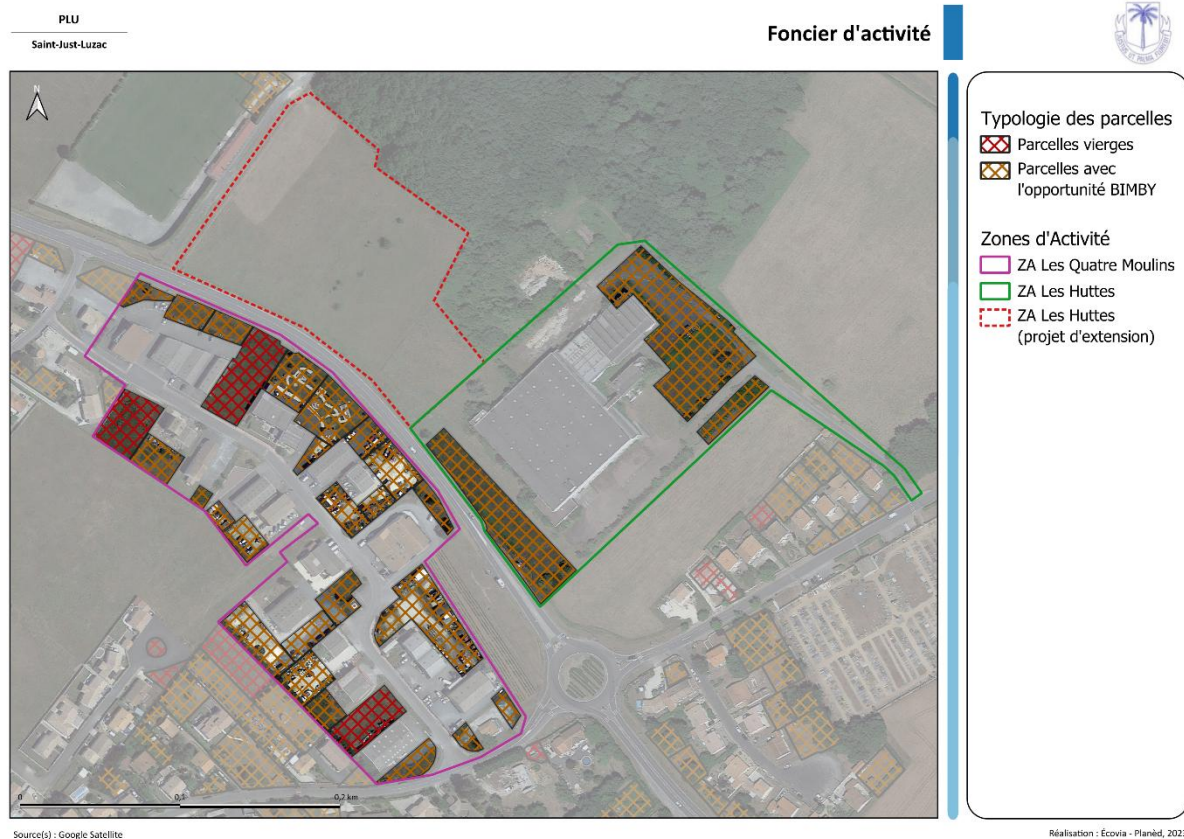 PLU
Saint-Just-Luzac
Foncier d'activité
N
Typologie des parcelles
Parcelles vierges
Parcelles avec
l'opportunité BIMBY
Zones d'Activité
ZA Les Quatre Moulins
ZA Les Huttes
ZA Les Huttes
(projet d'extension)
0 0,1 0,2 km
Source(s) : Google Satellite
Réalisation : Écovia - Planèd,